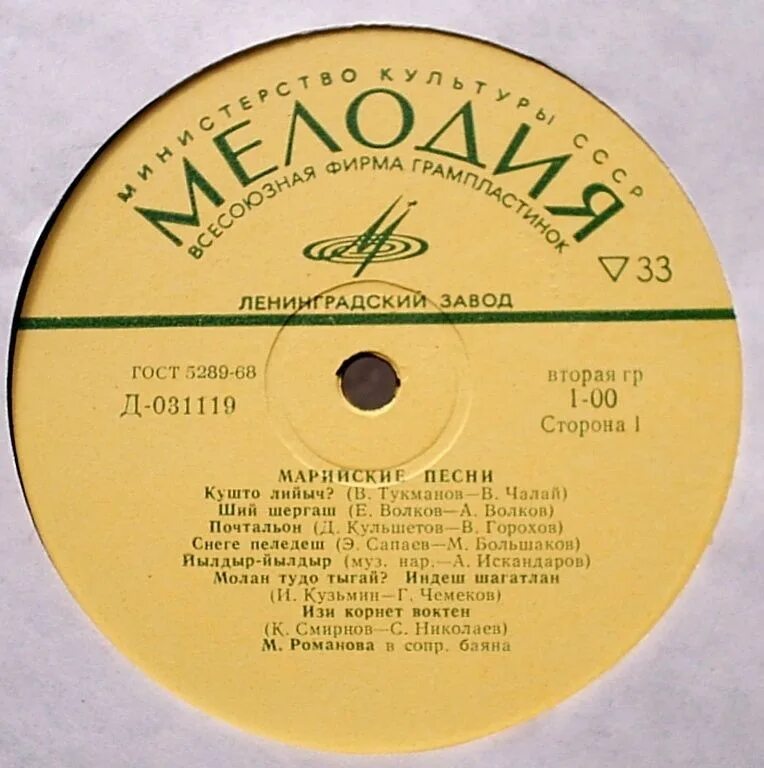 МИНИСТЕРСТВО КУЛЬТУРЫ СССР
МЕЛОДИЯ
ВСЕСОЮЗНАЯ ФИРМА ГРАМПЛАСТИНОК
▽33
ЛЕНИНГРАДСКИЙ ЗАВОД
ГОСТ 5289-68
Д-031119
вторая гр
1-00
Сторона 1
МАРИЙСКИЕ ПЕСНИ
Кушто лийыч? (В. Тукманов—В. Чалай)
Ший шергаш (Е. Волков—А. Волков)
Почтальон (Д. Кульшетов—В. Горохов)
Снеге пеледеш (Э. Сапаев—М. Большаков)
Йылдыр-йылдыр (муз. нар.—А. Искандаров)
Молан тудо тыгай? Индеш шагатлан
(И. Кузьмин—Г. Чемеков)
Изи корнет воктен
(К. Смирнов—С. Николаев)
М. Романова в сопр. баяна